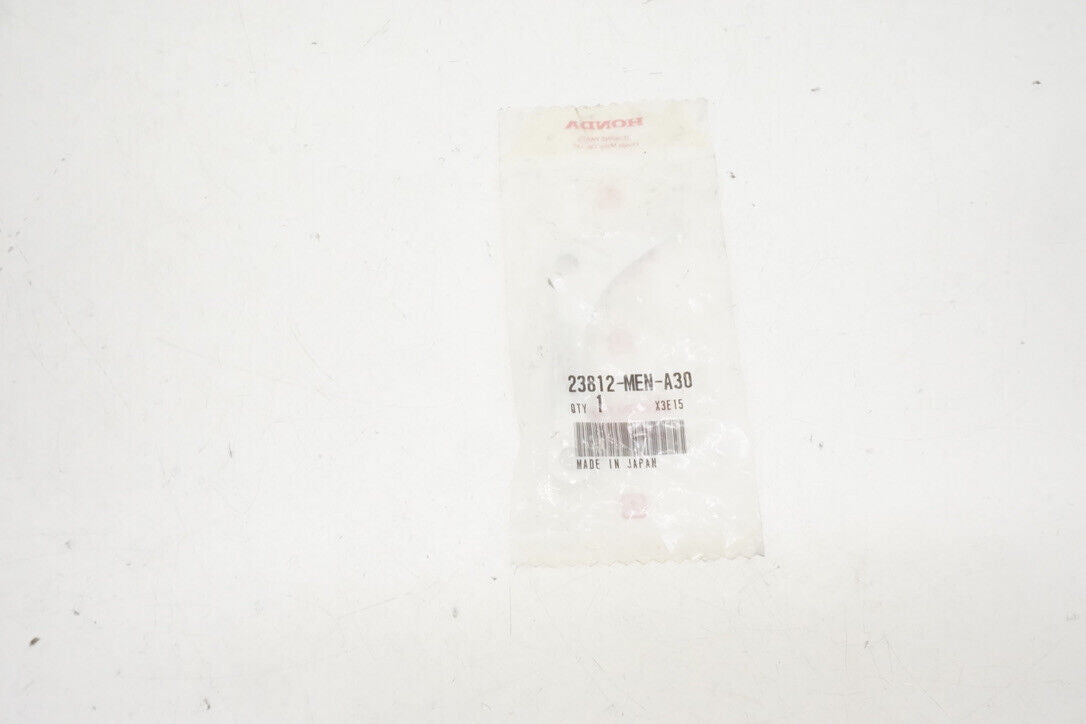 HONDA
23812-MEN-A30
QTY 1 X3E15
MADE IN JAPAN